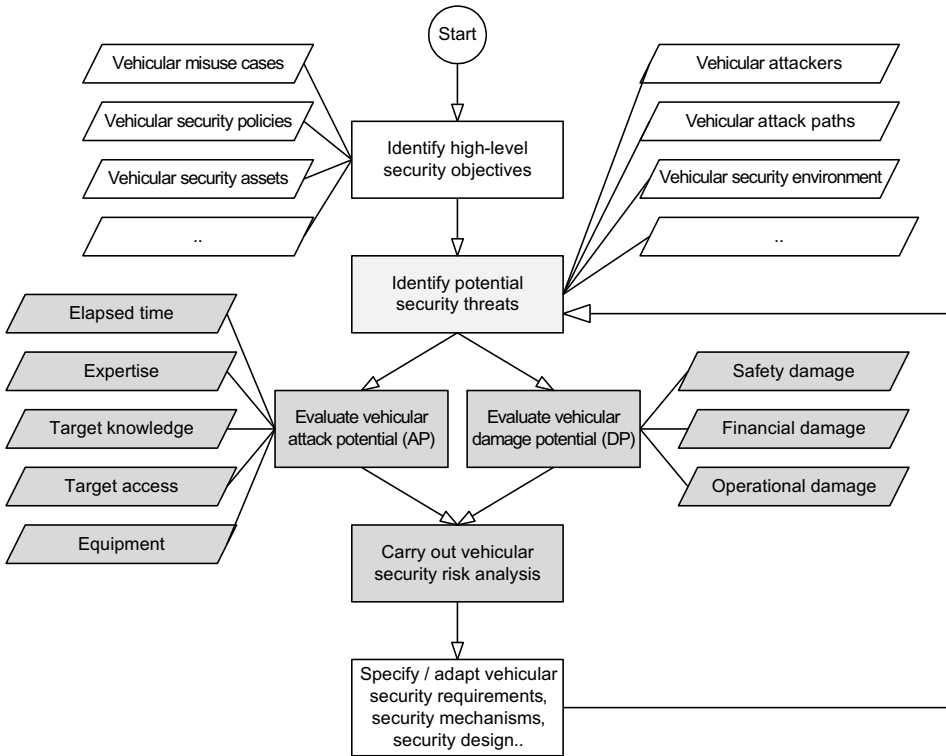 Start
Vehicular misuse cases
Vehicular security policies
Vehicular security assets
..
Vehicular attackers
Vehicular attack paths
Vehicular security environment
..
Identify high-level
security objectives
Identify potential
security threats
Elapsed time
Expertise
Target knowledge
Target access
Equipment
Evaluate vehicular
attack potential (AP)
Evaluate vehicular
damage potential (DP)
Safety damage
Financial damage
Operational damage
Carry out vehicular
security risk analysis
Specify / adapt vehicular
security requirements,
security mechanisms,
security design..